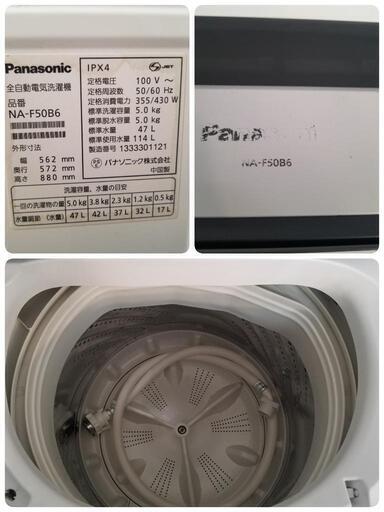 Panasonic
全自動電気洗濯機
品番
NA-F50B6
外形寸法
幅 562 mm
奥行 572 mm
高さ 880 mm
IPX4
JET
定格電圧 100 V ～
定格周波数 50/60 Hz
定格消費電力 355/430 W
標準洗濯容量 5.0 kg
標準脱水容量 5.0 kg
標準水量 47 L
標準使用水量 114 L
製造番号 1333301121
パナソニック株式会社
中国製
洗濯容量、水量の目安
一回の洗濯物の量 5.0 kg 3.8 kg 2.3 kg 1.2 kg 0.5 kg
水量調節（水量） 47 L 42 L 37 L 32 L 17 L
Pana
NA-F50B6